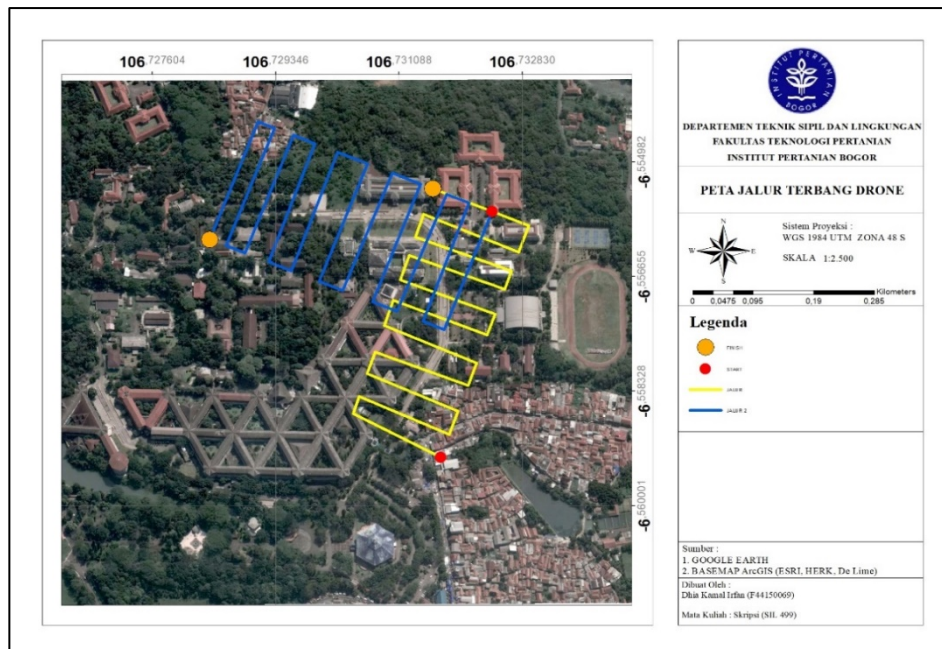 106,727604
106,729346
106,731088
106,732830
-6,554982
-6,556655
-6,558328
-6,560001
INSTITUT PERTANIAN
BOGOR
DEPARTEMEN TEKNIK SIPIL DAN LINGKUNGAN
FAKULTAS TEKNOLOGI PERTANIAN
INSTITUT PERTANIAN BOGOR
PETA JALUR TERBANG DRONE
N
W
E
S
Sistem Proyeksi :
WGS 1984 UTM ZONA 48 S
SKALA 1:2.500
Kilometers
0 0,0475 0,095 0,19 0,285
Legenda
FINISH
START
JALUR
JALUR 2
Sumber :
1. GOOGLE EARTH
2. BASEMAP ArcGIS (ESRI, HERK, De Lime)
Dibuat Oleh :
Dhia Kamal Irfan (F44150069)
Mata Kuliah : Skripsi (SIL 499)